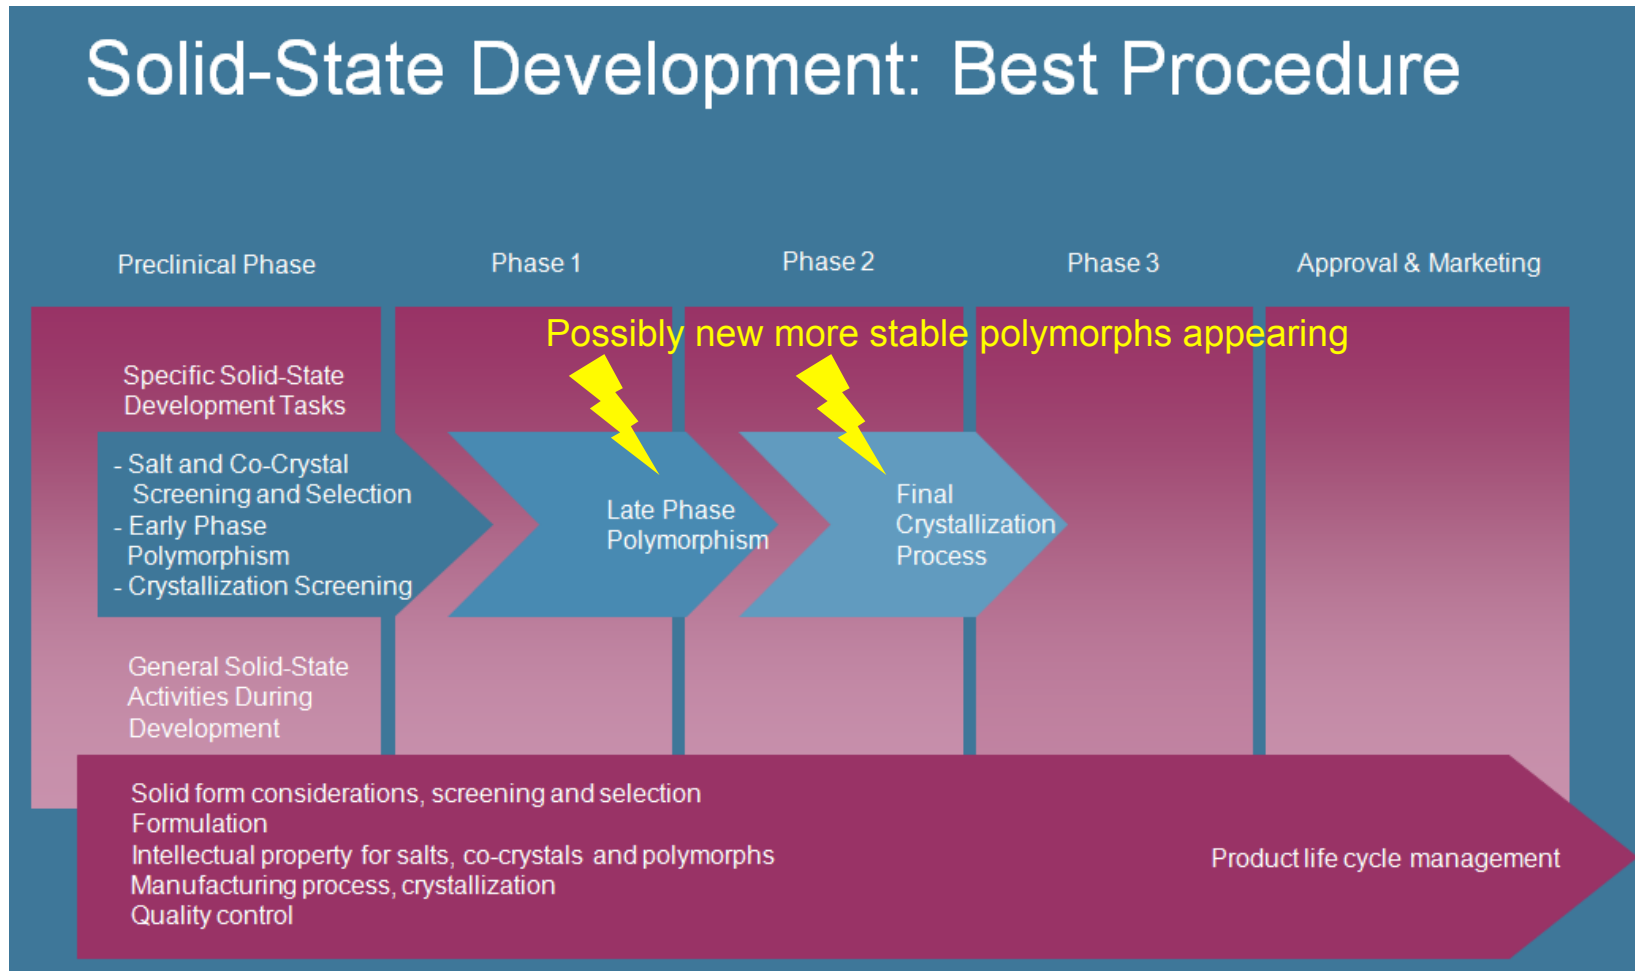 Solid-State Development: Best Procedure
Preclinical Phase
Phase 1
Phase 2
Phase 3
Approval & Marketing
Possibly new more stable polymorphs appearing
Specific Solid-State
Development Tasks
- Salt and Co-Crystal
Screening and Selection
- Early Phase
Polymorphism
- Crystallization Screening
Late Phase
Polymorphism
Final
Crystallization
Process
General Solid-State
Activities During
Development
Solid form considerations, screening and selection
Formulation
Intellectual property for salts, co-crystals and polymorphs
Manufacturing process, crystallization
Quality control
Product life cycle management